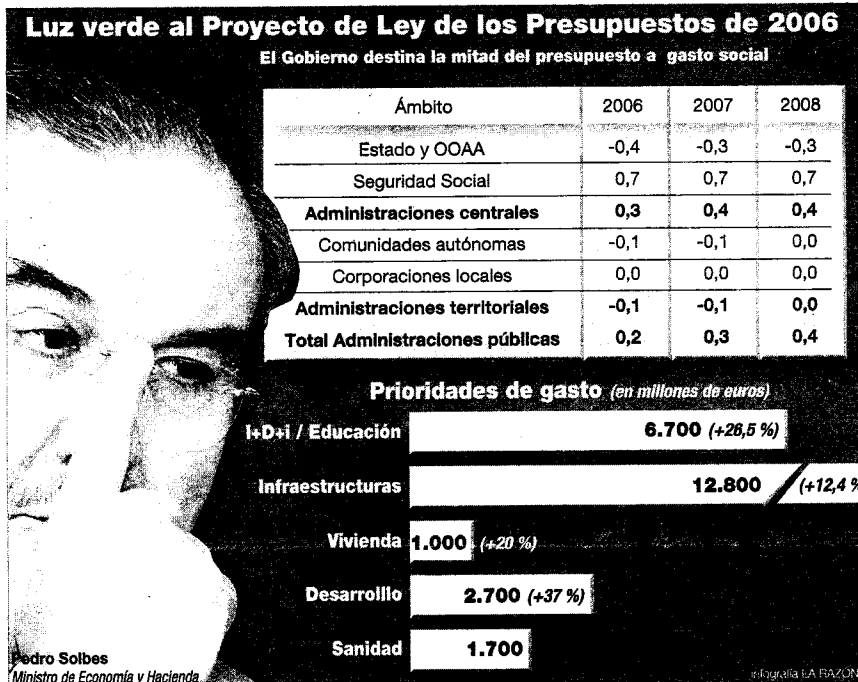 Luz verde al Proyecto de Ley de los Presupuestos de 2006
El Gobierno destina la mitad del presupuesto a gasto social
Ámbito 2006 2007 2008
Estado y OOAA -0,4 -0,3 -0,3
Seguridad Social 0,7 0,7 0,7
Administraciones centrales 0,3 0,4 0,4
Comunidades autónomas -0,1 -0,1 0,0
Corporaciones locales 0,0 0,0 0,0
Administraciones territoriales -0,1 -0,1 0,0
Total Administraciones públicas 0,2 0,3 0,4
Prioridades de gasto (en millones de euros)
I+D+i / Educación 6.700 (+26,5 %)
Infraestructuras 12.800 (+12,4 %
Vivienda 1.000 (+20 %)
Desarrollo 2.700 (+37 %)
Sanidad 1.700
Pedro Solbes
Ministro de Economía y Hacienda
infografía LA RAZÓN